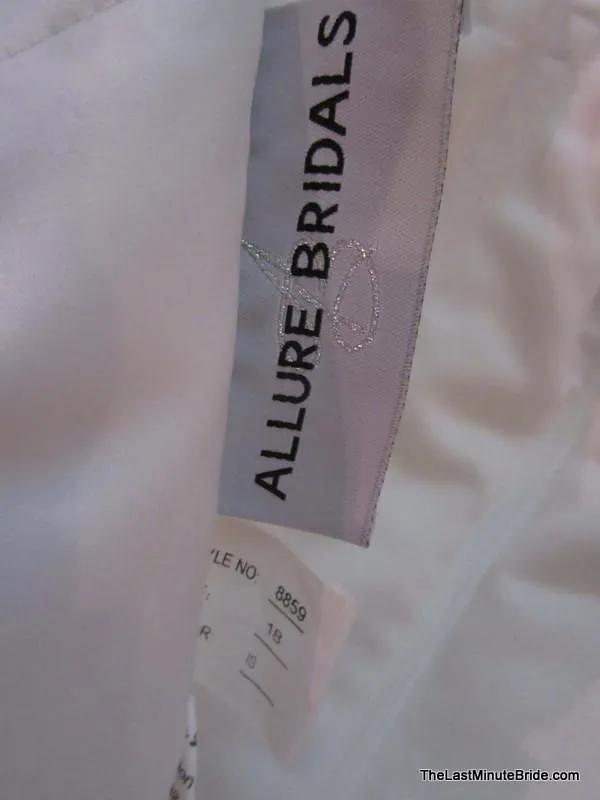 ALLURE BRIDALS
YLE NO: 8859
: 18
R:
TheLastMinuteBride.com